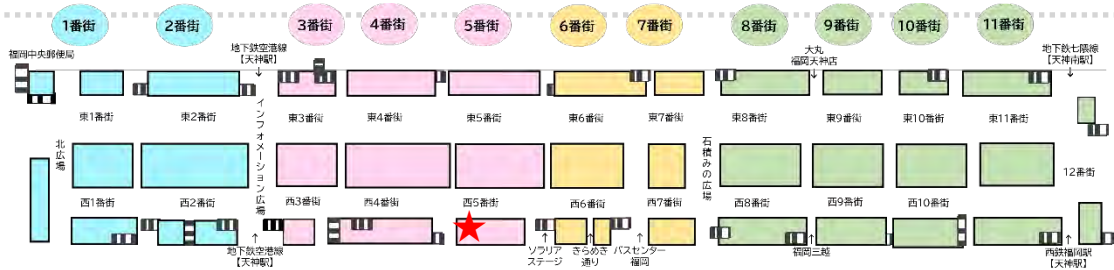 1番街 2番街 3番街 4番街 5番街 6番街 7番街 8番街 9番街 10番街 11番街
福岡中央郵便局
地下鉄空港線
【天神駅】
大丸
福岡天神店
地下鉄七隈線
【天神南駅】
東1番街 東2番街 東3番街 東4番街 東5番街 東6番街 東7番街 東8番街 東9番街 東10番街 東11番街
北広場
インフォメーション広場
石積みの広場
12番街
西1番街 西2番街 西3番街 西4番街 西5番街 西6番街 西7番街 西8番街 西9番街 西10番街
地下鉄空港線
【天神駅】
ソラリア
ステージ
きらめき
通り
バスセンター
福岡
福岡三越
西鉄福岡駅
【天神駅】